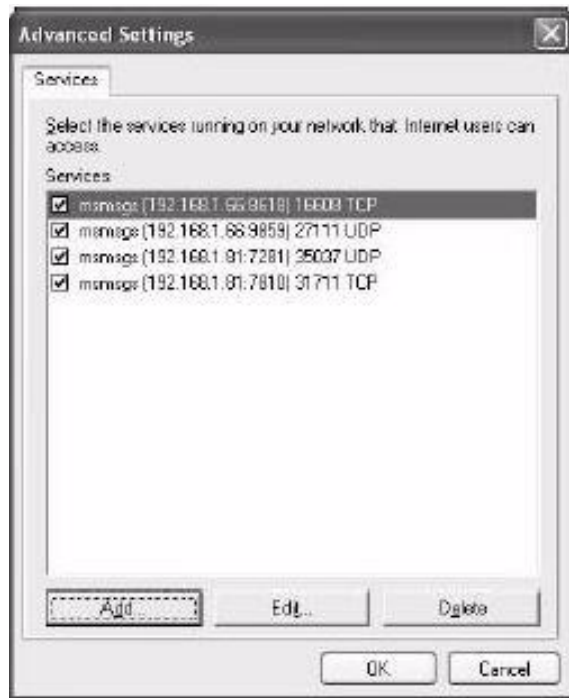 Advanced Settings
Services
Select the services running on your network that Internet users can
access.
Services
msmsgs (192.168.1.66:8618) 16608 TCP
msmsgs (192.168.1.66:9859) 27111 UDP
msmsgs (192.168.1.81:7281) 35037 UDP
msmsgs (192.168.1.81:7810) 31711 TCP
Add...
Edit...
Delete
OK
Cancel